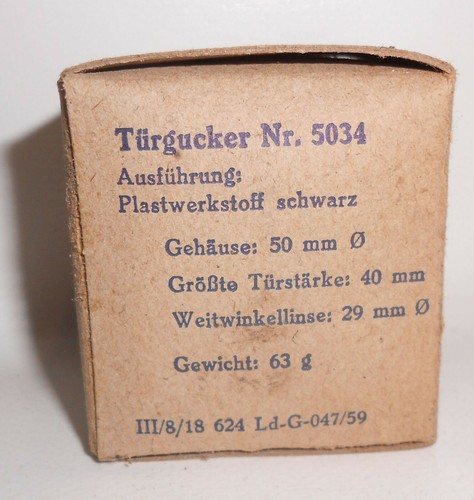 Türgucker Nr. 5034
Ausführung:
Plastwerkstoff schwarz
Gehäuse: 50 mm Ø
Größte Türstärke: 40 mm
Weitwinkellinse: 29 mm Ø
Gewicht: 63 g
III/8/18 624 Ld-G-047/59